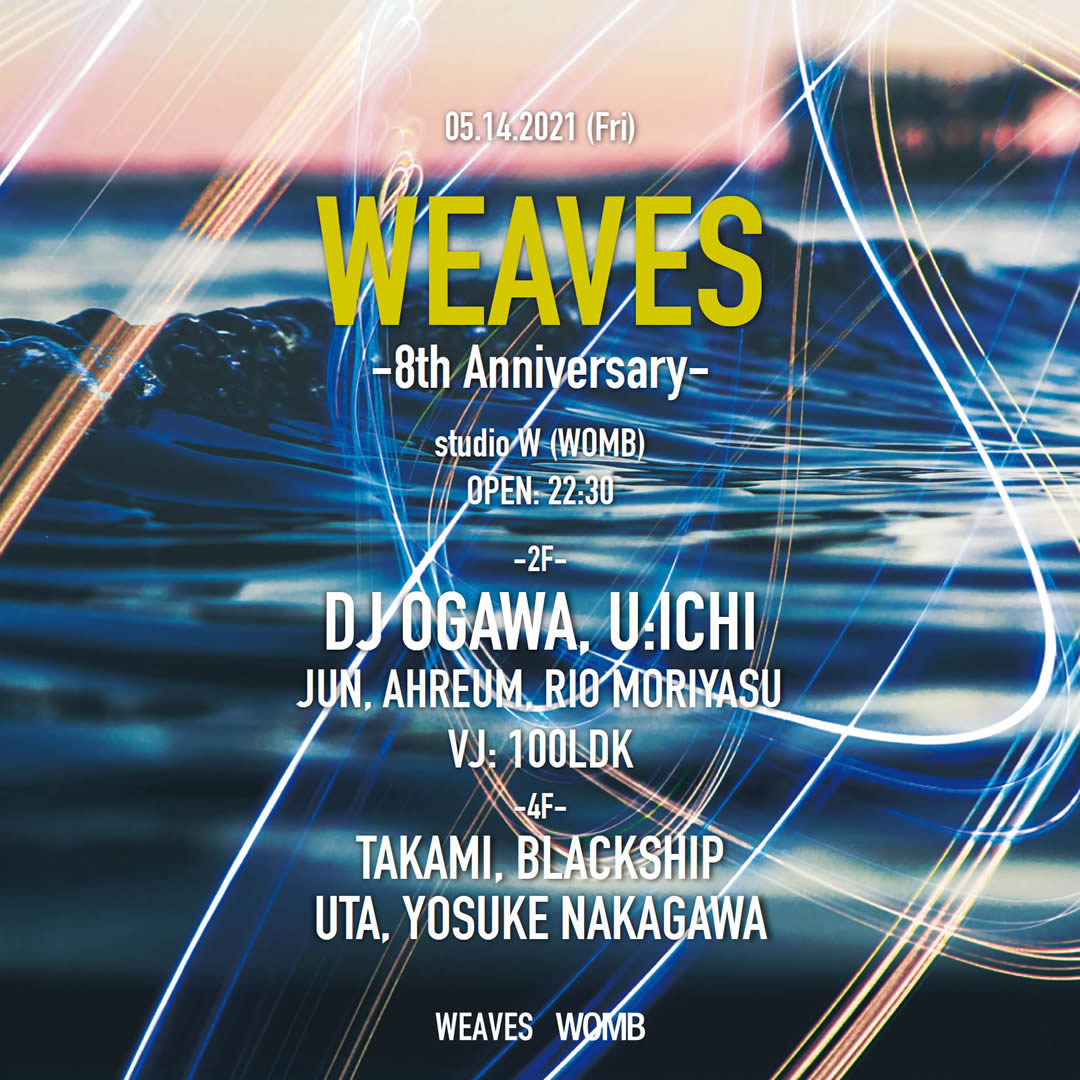 05.14.2021 (Fri)
WEAVES
-8th Anniversary-
studio W (WOMB)
OPEN: 22:30
-2F-
DJ OGAWA, U:ICHI
JUN, AHREUM, RIO MORIYASU
VJ: 100LDK
-4F-
TAKAMI, BLACKSHIP
UTA, YOSUKE NAKAGAWA
WEAVES WOMB